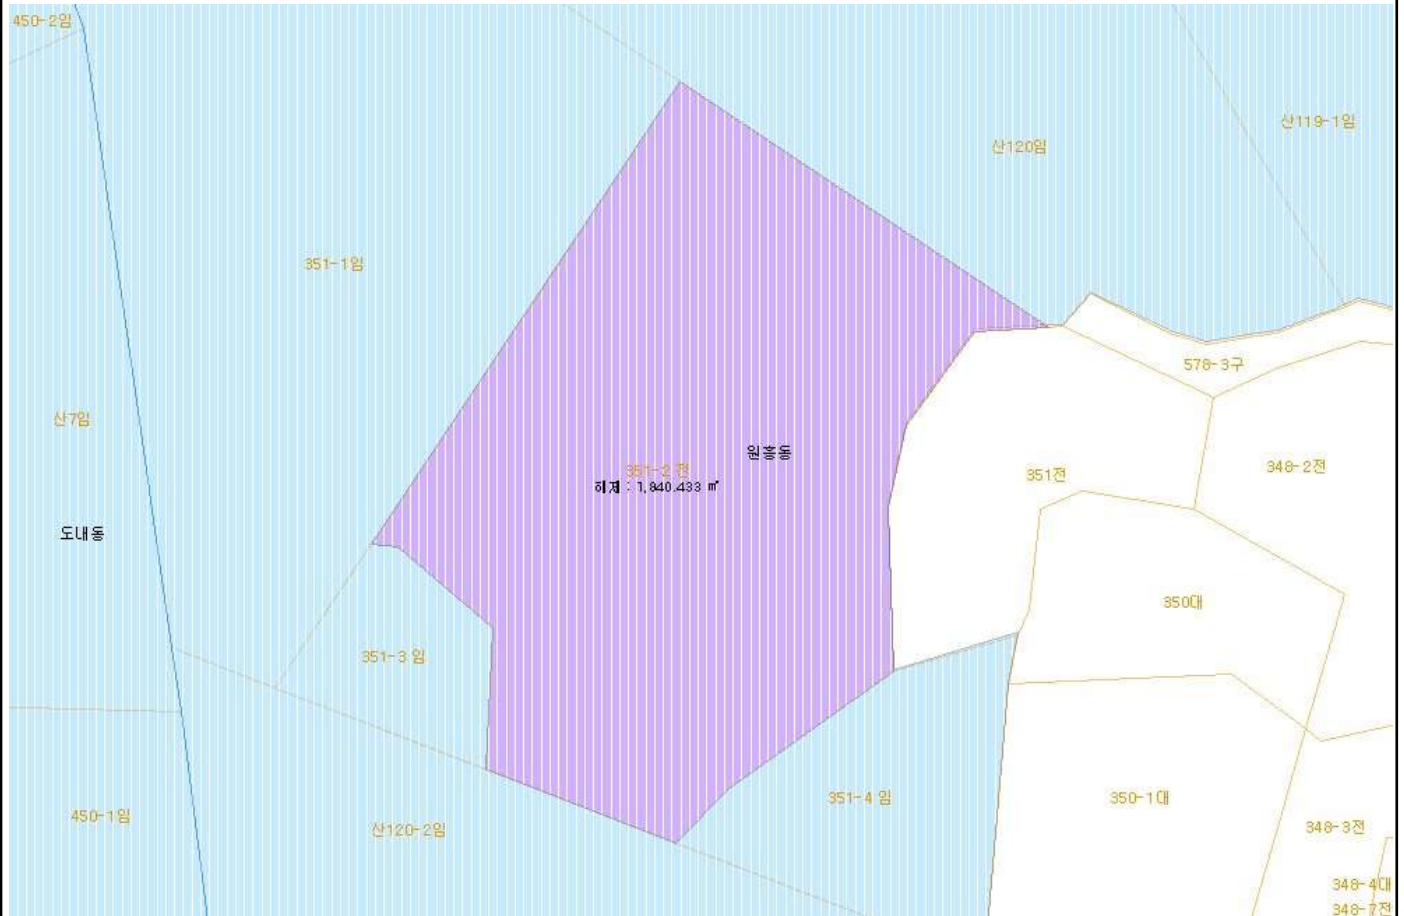 450-2임
산119-1임
산120임
351-1임
578-3구
산7임
원흥동
351-2 전
348-2전
351전
해제 : 1,840.433 ㎡
도내동
350대
351-3 임
351-4 임
350-1대
450-1임
산120-2임
348-3전
348-4대
348-7전